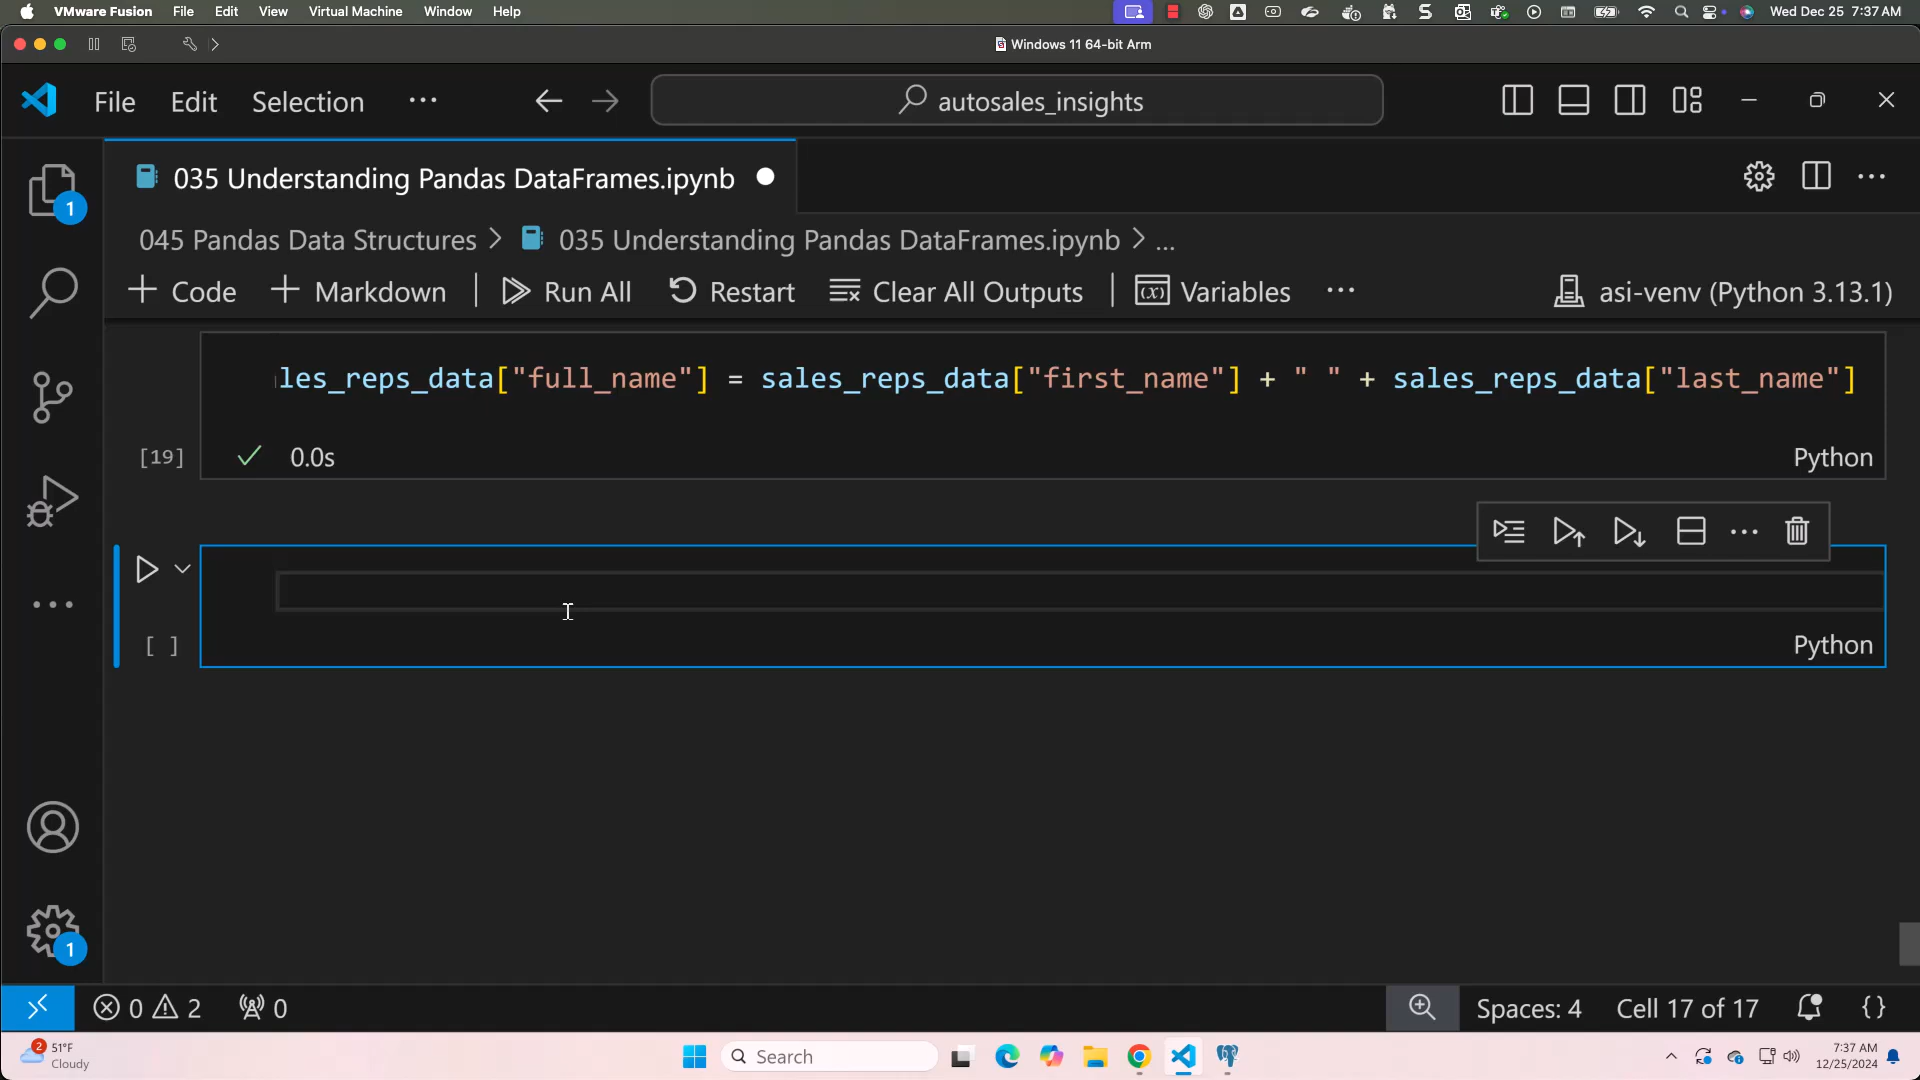 VMware Fusion File Edit View Virtual Machine Window Help Wed Dec 25 7:37 AM
Windows 11 64-bit Arm
File Edit Selection ··· autosales_insights
035 Understanding Pandas DataFrames.ipynb
045 Pandas Data Structures > 035 Understanding Pandas DataFrames.ipynb > ...
+ Code + Markdown Run All Restart Clear All Outputs Variables ··· asi-venv (Python 3.13.1)
les_reps_data["full_name"] = sales_reps_data["first_name"] + " " + sales_reps_data["last_name"]
[19] 0.0s Python
[ ] Python
1
1
0 2 0 Spaces: 4 Cell 17 of 17 {}
2 51°F
Cloudy
Search
7:37 AM
12/25/2024